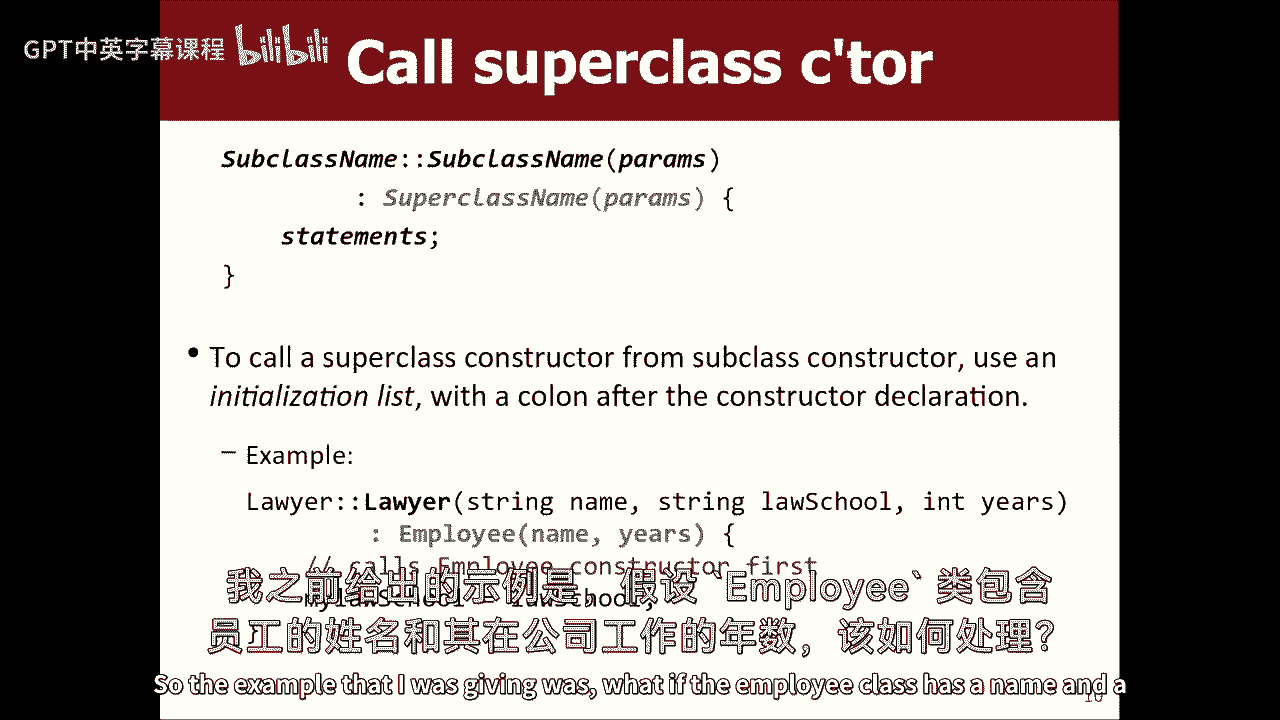 GPT中英字幕课程 bilibili
Call superclass c'tor
SubclassName::SubclassName(params)
: SuperclassName(params) {
statements;
}
• To call a superclass constructor from subclass constructor, use an
initialization list, with a colon after the constructor declaration.
– Example:
Lawyer::Lawyer(string name, string lawSchool, int years)
: Employee(name, years) {
// calls Employee constructor first
myLawSchool = lawSchool;
我之前给出的示例是，假设 `Employee` 类包含
员工的姓名和其在公司工作的年数，该如何处理？
So the example that I was giving was, what if the employee class has a name and a